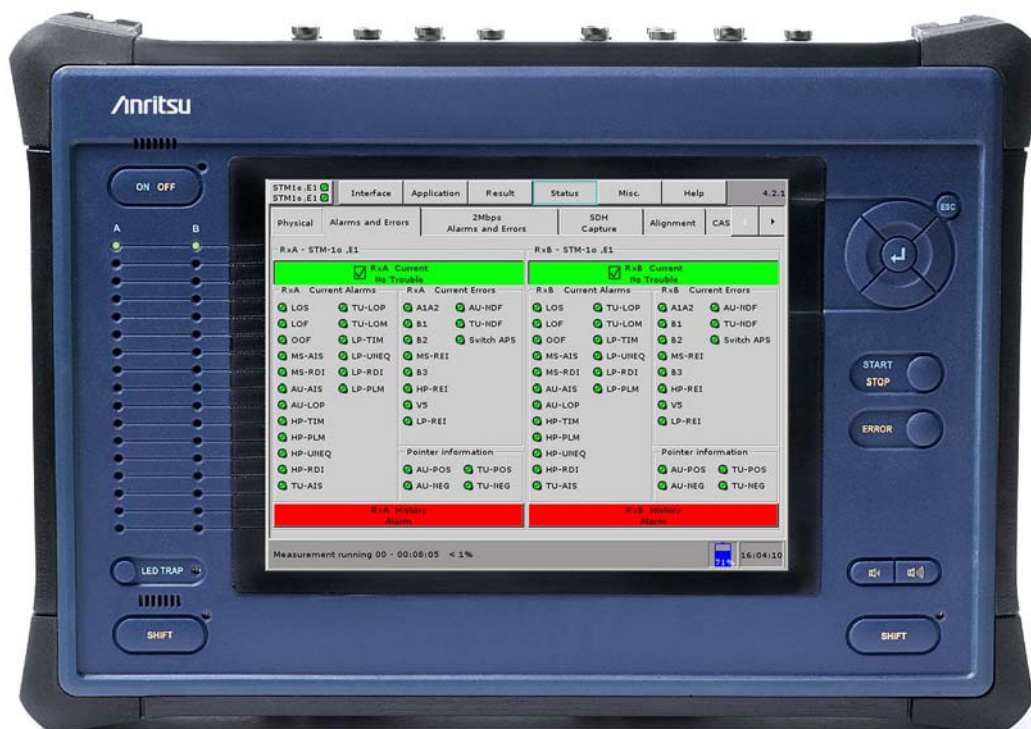 Anritsu
ON OFF
A B
LED TRAP
SHIFT
STM1o ,E1
STM1o ,E1
Interface Application Result Status Misc. Help 4.2.1
Physical Alarms and Errors 2Mbps Alarms and Errors SDH Capture Alignment CAS
RxA - STM-1o ,E1 RxB - STM-1o ,E1
RxA Current RxB Current
No Trouble No Trouble
RxA Current Alarms RxA Current Errors RxB Current Alarms RxB Current Errors
LOS TU-LOP A1A2 AU-NDF LOS TU-LOP A1A2 AU-NDF
LOF TU-LOM B1 TU-NDF LOF TU-LOM B1 TU-NDF
OOF LP-TIM B2 Switch APS OOF LP-TIM B2 Switch APS
MS-AIS LP-UNEQ MS-REI MS-AIS LP-UNEQ MS-REI
MS-RDI LP-RDI B3 MS-RDI LP-RDI B3
AU-AIS LP-PLM HP-REI AU-AIS LP-PLM HP-REI
AU-LOP V5 AU-LOP V5
HP-TIM LP-REI HP-TIM LP-REI
HP-PLM HP-PLM
HP-UNEQ Pointer information HP-UNEQ Pointer information
HP-RDI AU-POS TU-POS HP-RDI AU-POS TU-POS
TU-AIS AU-NEG TU-NEG TU-AIS AU-NEG TU-NEG
RxA History RxB History
Alarm Alarm
Measurement running 00 - 00:08:05 < 1% 71% 16:04:10
ESC
START
STOP
ERROR
SHIFT